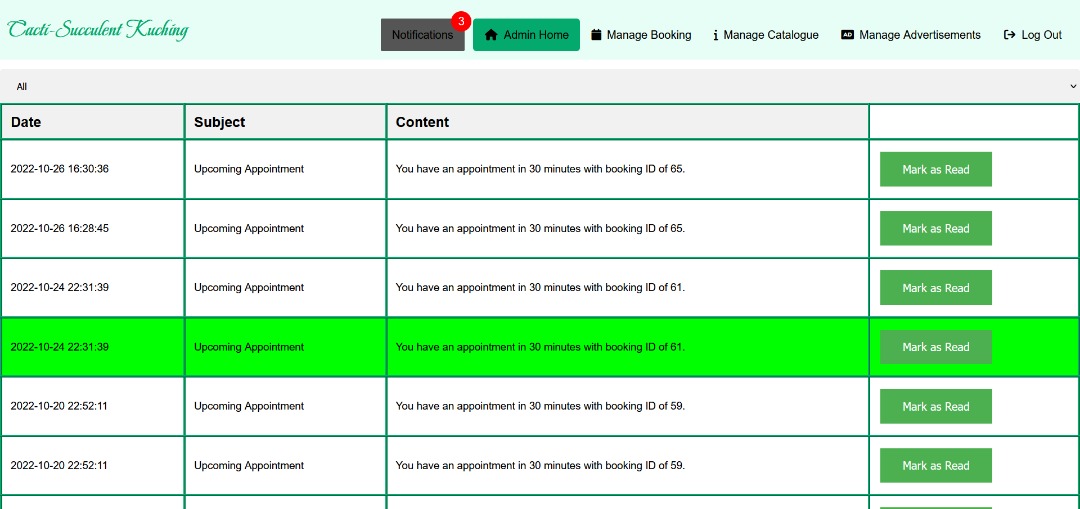 Cacti-Succulent Kuching
Notifications 3 Admin Home Manage Booking Manage Catalogue AD Manage Advertisements Log Out
All
Date Subject Content
2022-10-26 16:30:36 Upcoming Appointment You have an appointment in 30 minutes with booking ID of 65. Mark as Read
2022-10-26 16:28:45 Upcoming Appointment You have an appointment in 30 minutes with booking ID of 65. Mark as Read
2022-10-24 22:31:39 Upcoming Appointment You have an appointment in 30 minutes with booking ID of 61. Mark as Read
2022-10-24 22:31:39 Upcoming Appointment You have an appointment in 30 minutes with booking ID of 61. Mark as Read
2022-10-20 22:52:11 Upcoming Appointment You have an appointment in 30 minutes with booking ID of 59. Mark as Read
2022-10-20 22:52:11 Upcoming Appointment You have an appointment in 30 minutes with booking ID of 59. Mark as Read